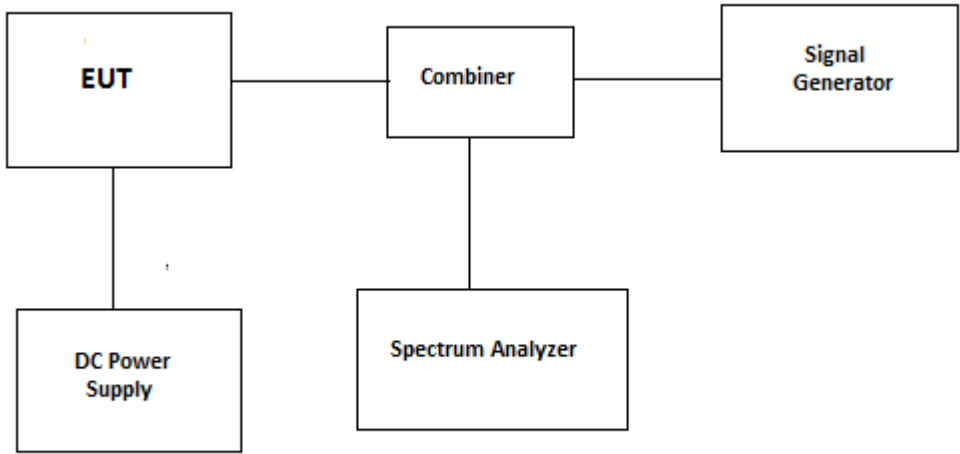 EUT
Combiner
Signal
Generator
DC Power
Supply
Spectrum Analyzer